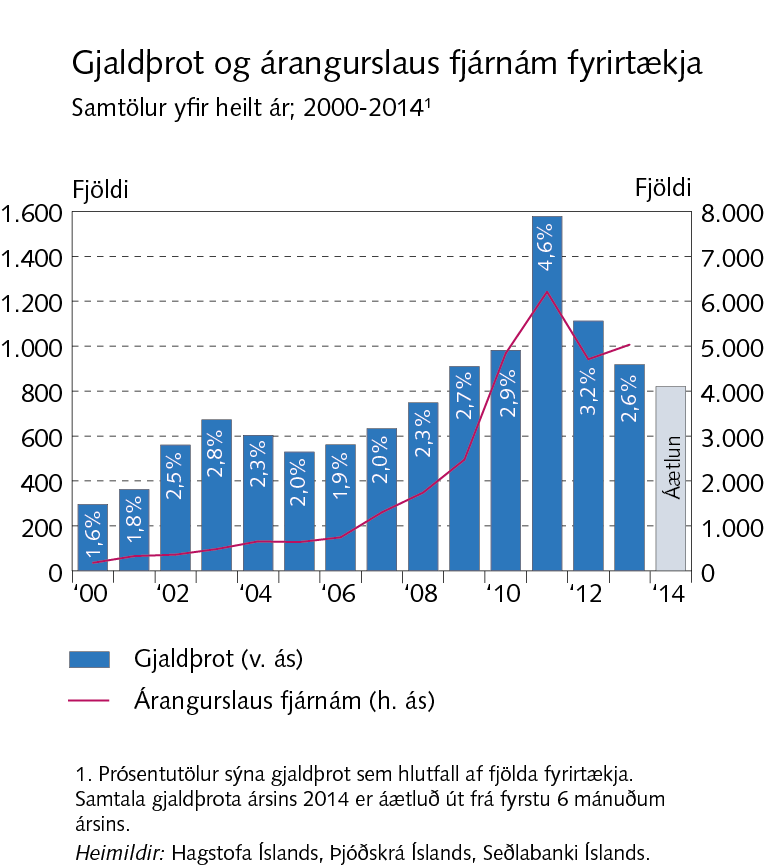 Gjaldþrot og árangurslaus fjárnám fyrirtækja
Samtölur yfir heilt ár; 2000-2014¹
Fjöldi
Fjöldi
1.600
1.400
1.200
1.000
800
600
400
200
0
8.000
7.000
6.000
5.000
4.000
3.000
2.000
1.000
0
1,6%
1,8%
2,5%
2,8%
2,3%
2,0%
1,9%
2,0%
2,3%
2,7%
2,9%
4,6%
3,2%
2,6%
Áætlun
‘00 ‘02 ‘04 ‘06 ‘08 ‘10 ‘12 ‘14
Gjaldþrot (v. ás)
Árangurslaus fjárnám (h. ás)
1. Prósentutölur sýna gjaldþrot sem hlutfall af fjölda fyrirtækja.
Samtala gjaldþrota ársins 2014 er áætluð út frá fyrstu 6 mánuðum
ársins.
Heimildir: Hagstofa Íslands, Þjóðskrá Íslands, Seðlabanki Íslands.